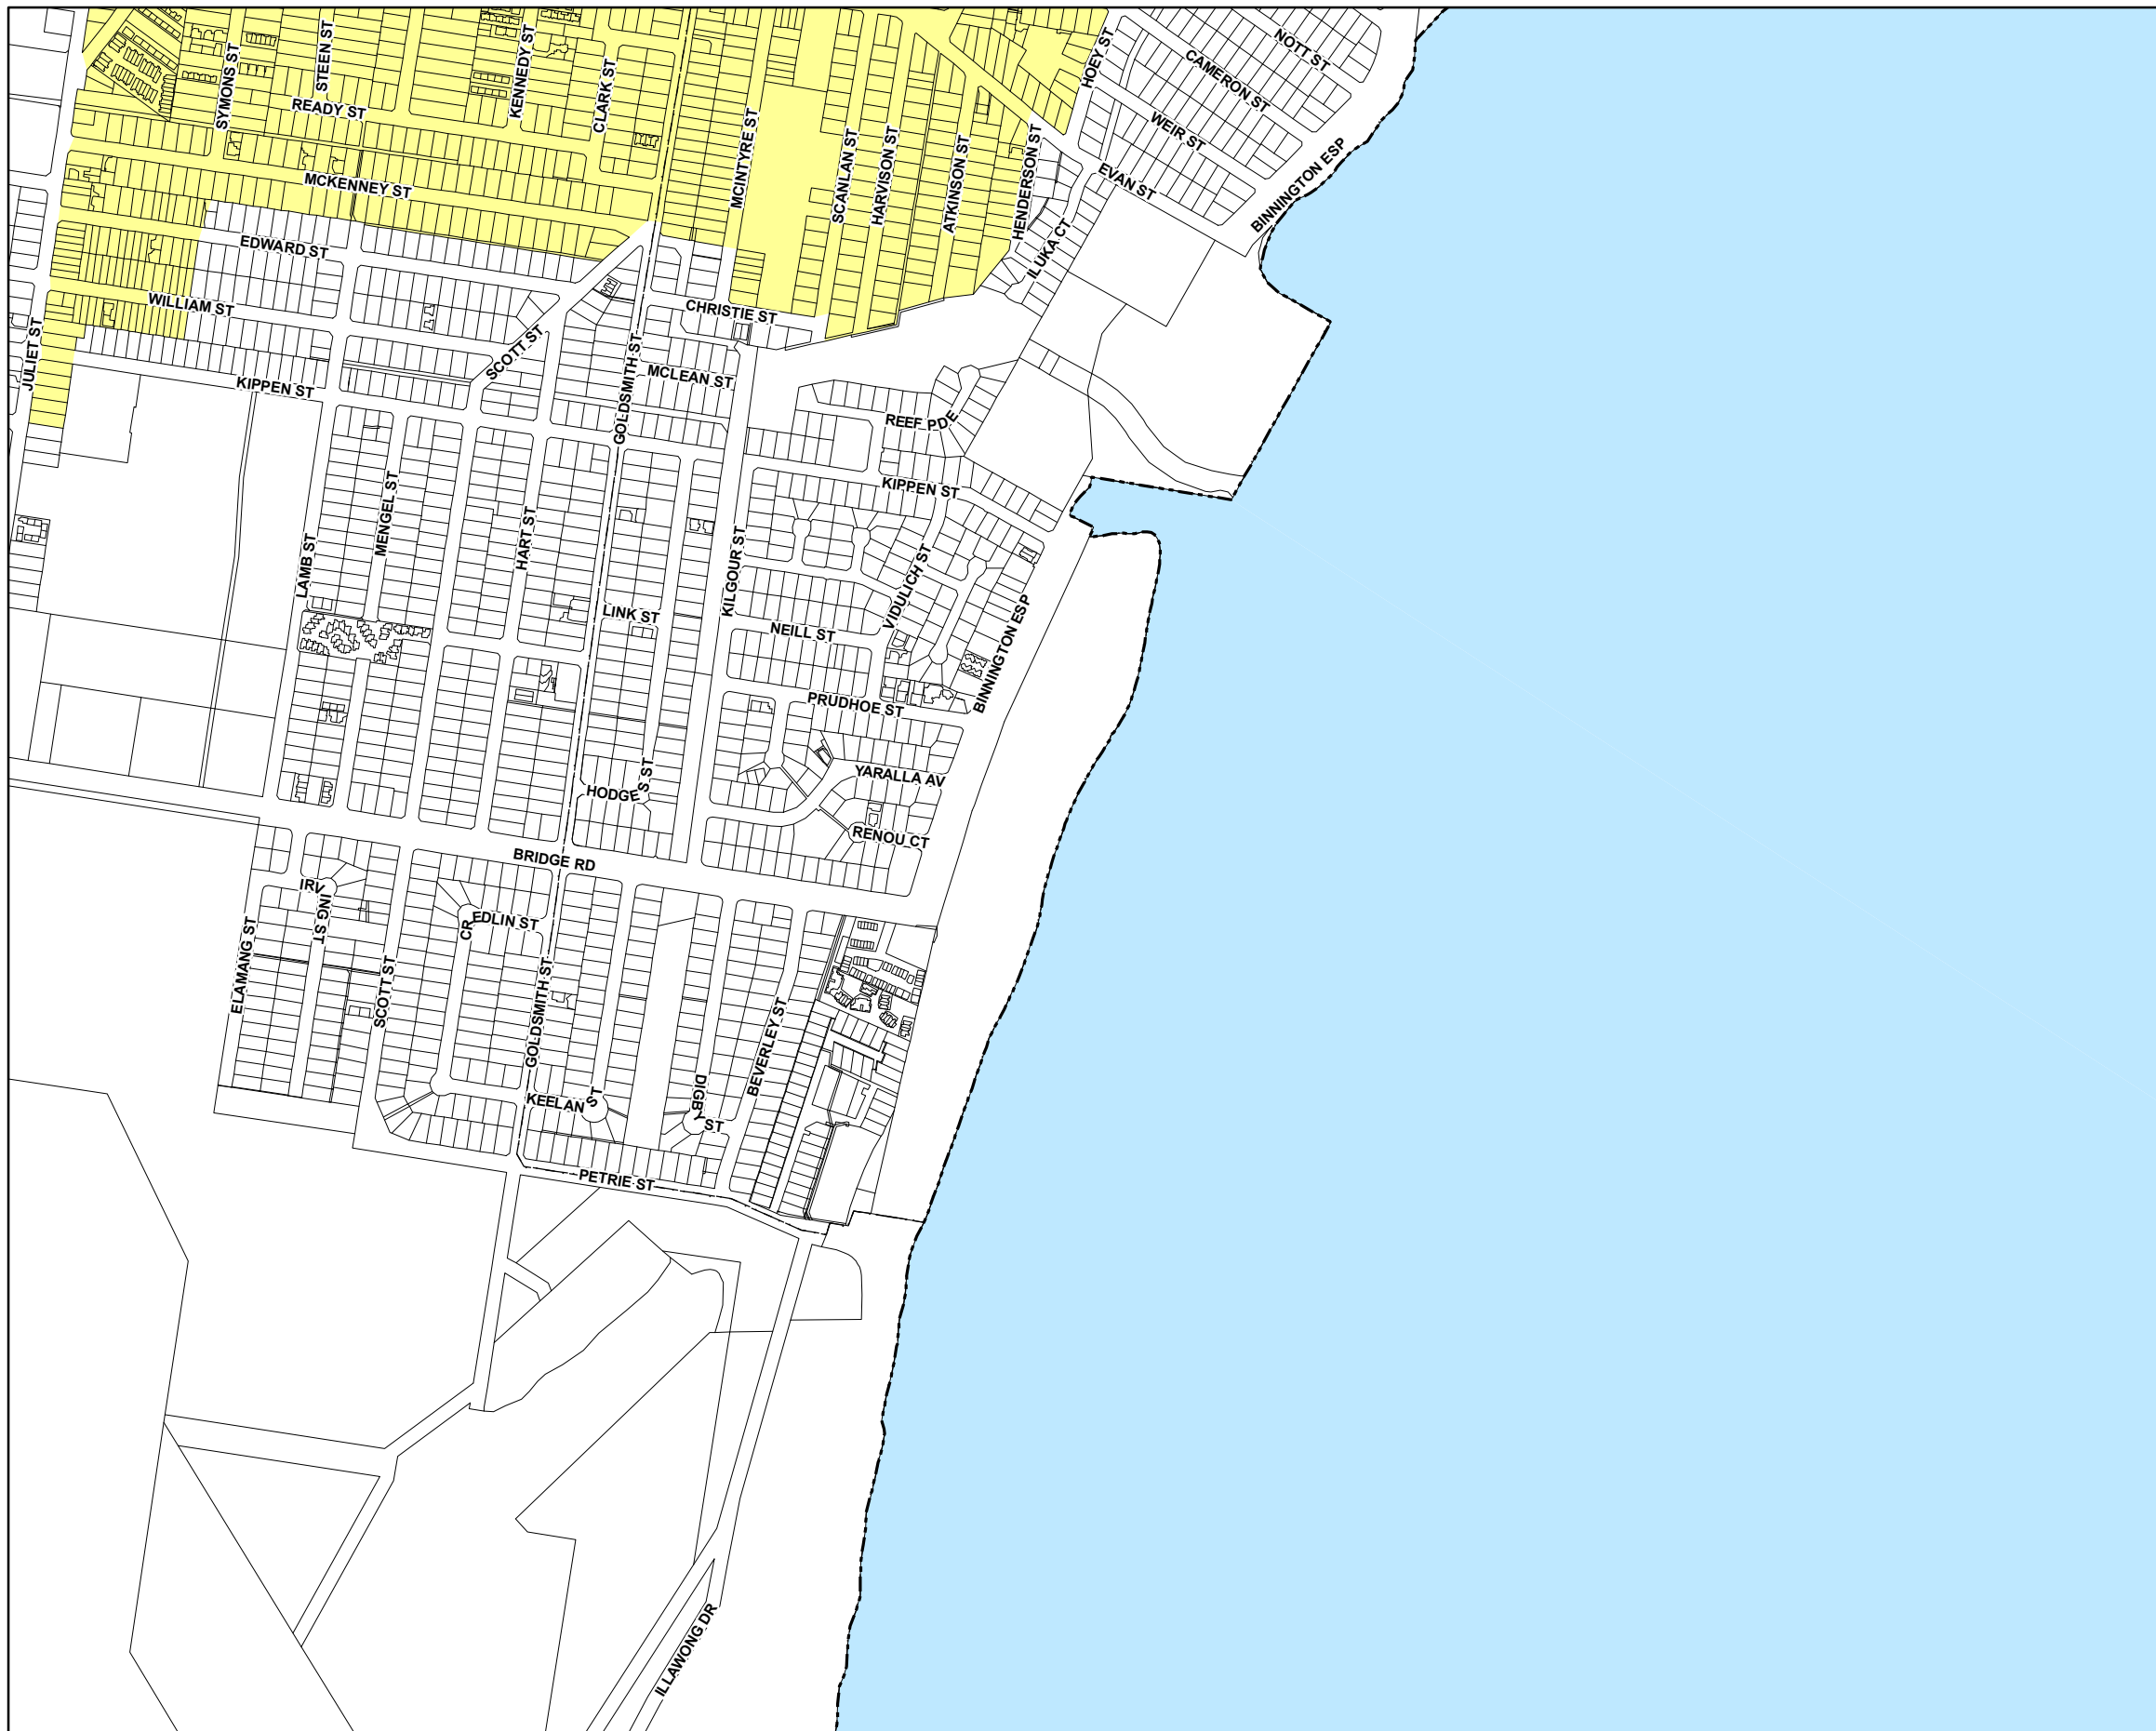 NOTT ST
HOEY ST
CAMERON ST
STEEN ST
SYMONS ST
KENNEDY ST
CLARK ST
READY ST
MCINTYRE ST
WEIR ST
SCANLAN ST
HARVISON ST
ATKINSON ST
HENDERSON ST
BINNINGTON ESP
EVAN ST
MCKENNEY ST
EDWARD ST
ILUKA CT
WILLIAM ST
CHRISTIE ST
JULIET ST
SCOTT ST
GOLDSMITH ST
MCLEAN ST
KIPPEN ST
REEF PDE
KIPPEN ST
MENGEL ST
HART ST
LAMB ST
KILGOUR ST
VIDULICH ST
LINK ST
NEILL ST
BINNINGTON ESP
PRUDHOE ST
YARALLA AV
HODGES ST
RENOU CT
BRIDGE RD
IRVING ST
EDLIN ST
CR
ELAMANG ST
SCOTT ST
GOLDSMITH ST
BEVERLEY ST
KEELAN ST
DIGBY ST
PETRIE ST
ILLAWONG DR